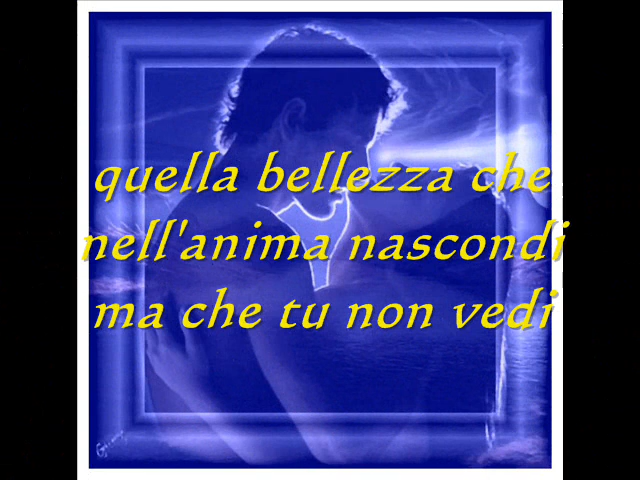 quella bellezza che
nell'anima nascondi
ma che tu non vedi